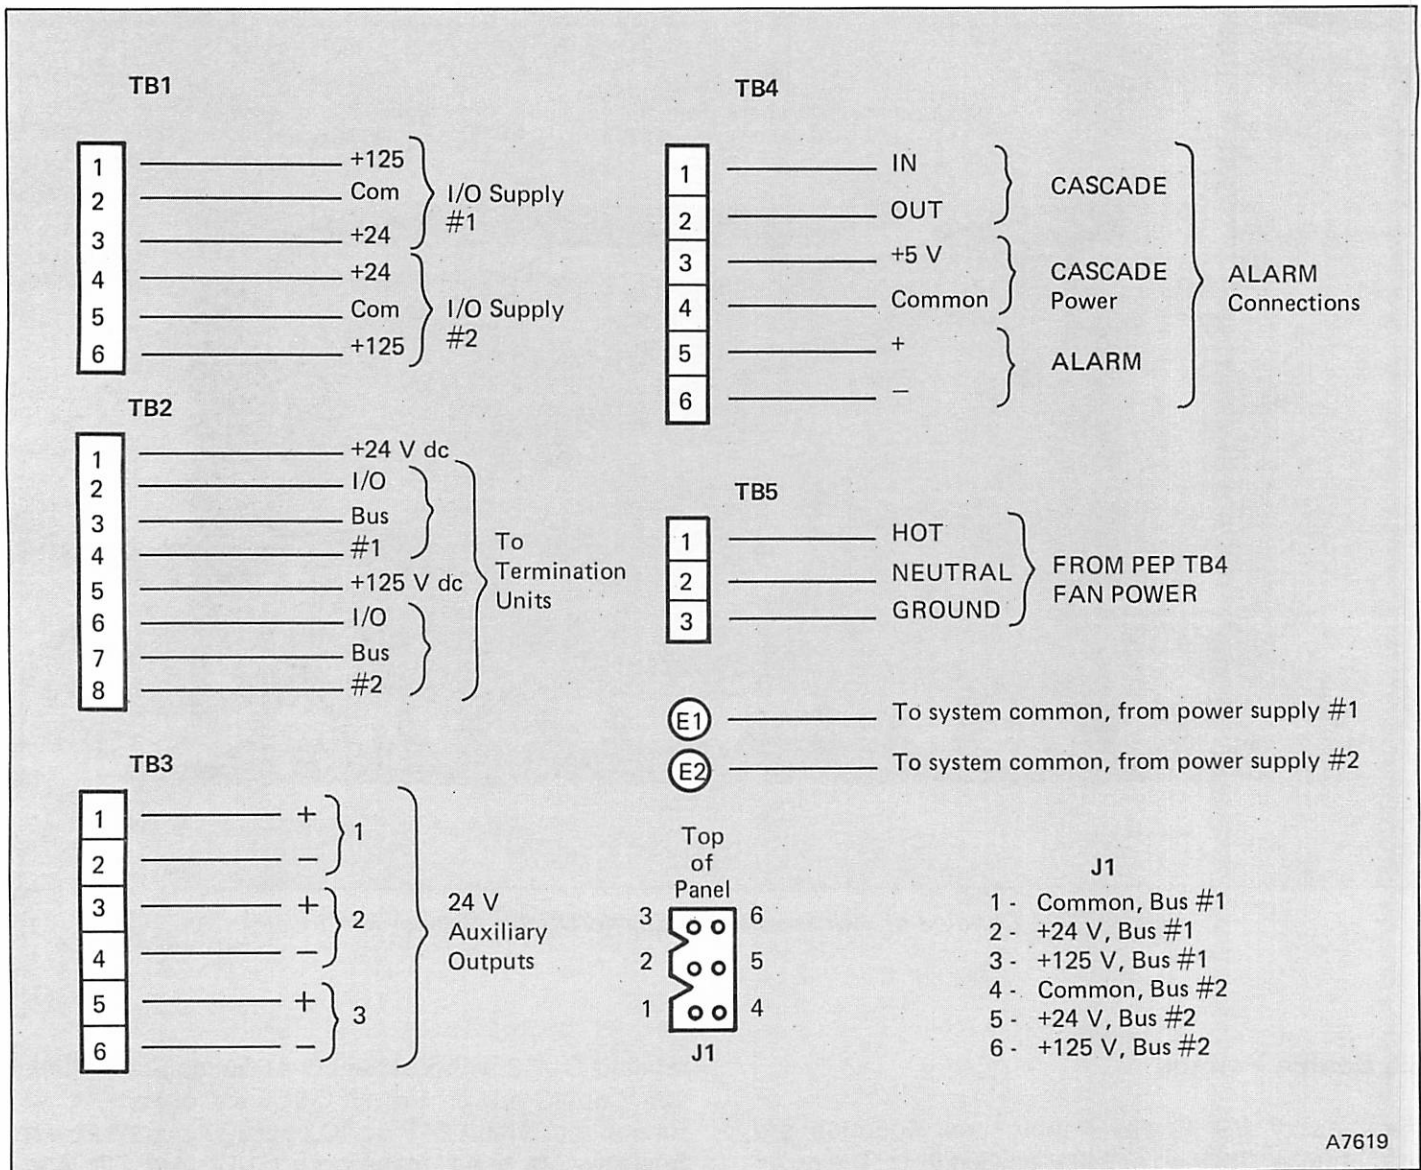 TB1
1 +125
2 Com
3 +24
I/O Supply
#1
4 +24
5 Com
6 +125
I/O Supply
#2
TB2
1 +24 V dc
2 I/O
3 Bus
4 #1
5 +125 V dc
6 I/O
7 Bus
8 #2
To
Termination
Units
TB3
1 +
2 −
1
3 +
4 −
2
5 +
6 −
3
24 V
Auxiliary
Outputs
TB4
1 IN
2 OUT
CASCADE
3 +5 V
4 Common
CASCADE
Power
5 +
6 −
ALARM
ALARM
Connections
TB5
1 HOT
2 NEUTRAL
3 GROUND
FROM PEP TB4
FAN POWER
E1 To system common, from power supply #1
E2 To system common, from power supply #2
Top
of
Panel
3 6
2 5
1 4
J1
J1
1 - Common, Bus #1
2 - +24 V, Bus #1
3 - +125 V, Bus #1
4 - Common, Bus #2
5 - +24 V, Bus #2
6 - +125 V, Bus #2
A7619